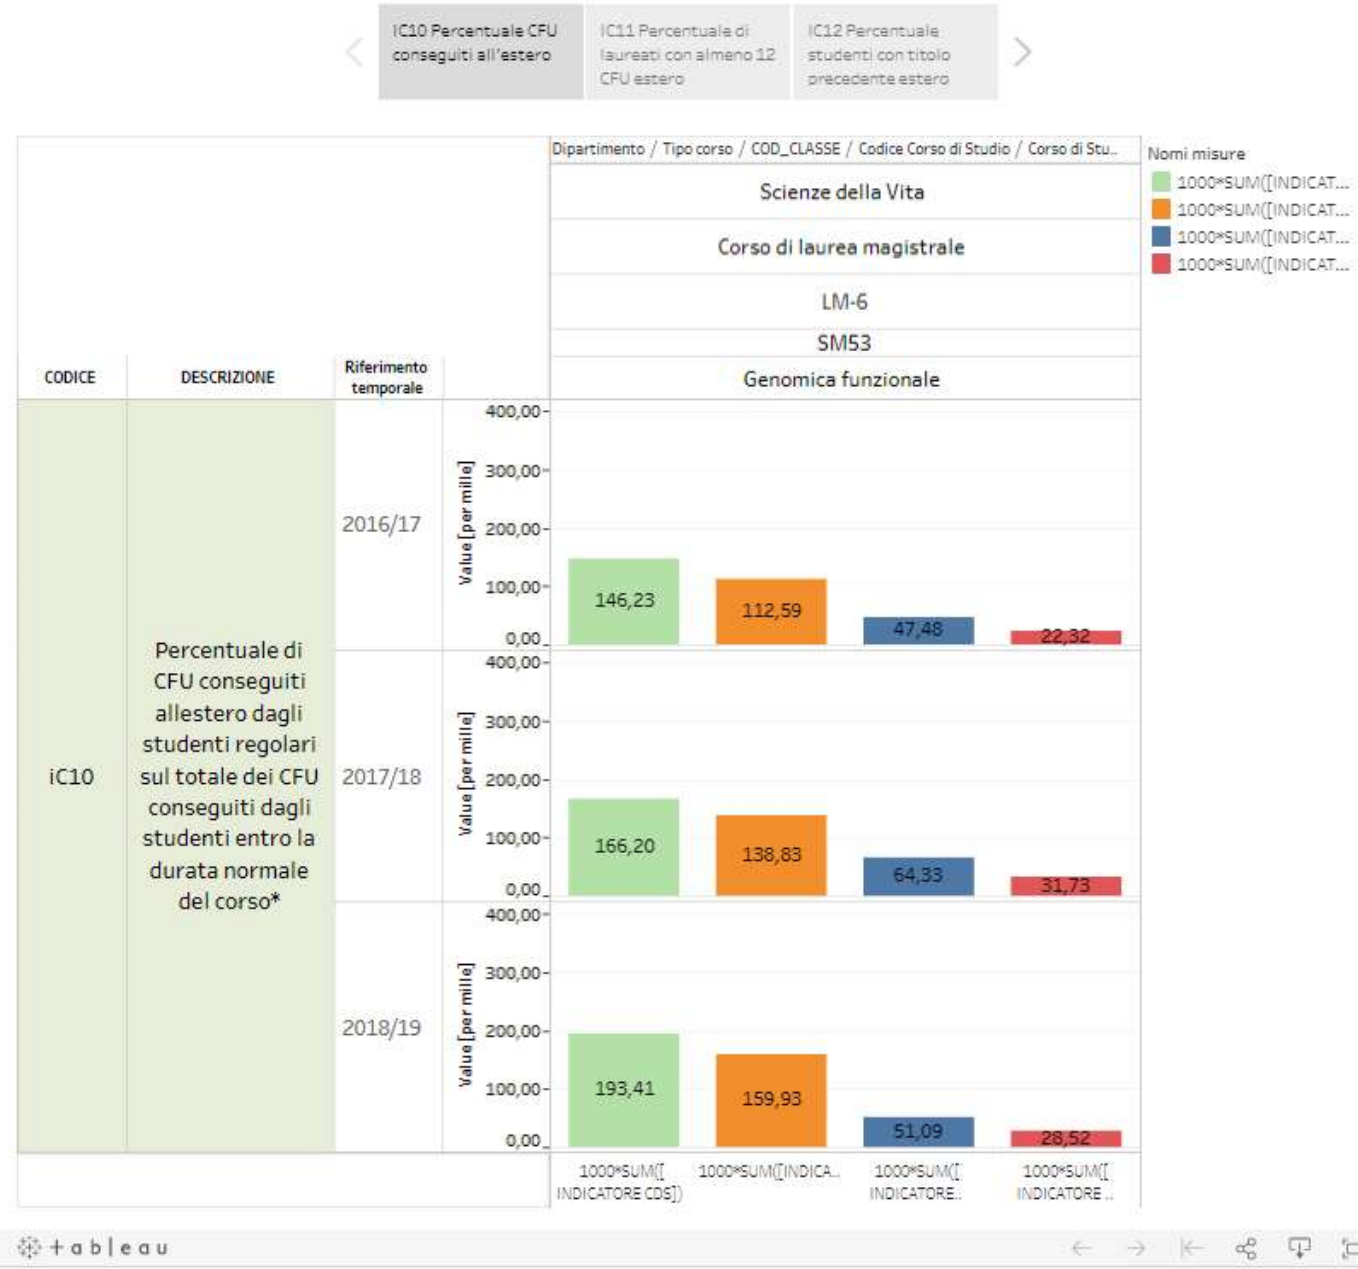 IC10 Percentuale CFU
conseguiti all'estero
IC11 Percentuale di
laureati con almeno 12
CFU estero
IC12 Percentuale
studenti con titolo
precedente estero
Dipartimento / Tipo corso / COD_CLASSE / Codice Corso di Studio / Corso di Stu..
Scienze della Vita
Corso di laurea magistrale
LM-6
SM53
Genomica funzionale
Nomi misure
1000*SUM([INDICAT...
1000*SUM([INDICAT...
1000*SUM([INDICAT...
1000*SUM([INDICAT...
CODICE
DESCRIZIONE
Riferimento
temporale
iC10
Percentuale di
CFU conseguiti
allestero dagli
studenti regolari
sul totale dei CFU
conseguiti dagli
studenti entro la
durata normale
del corso*
2016/17
Value [per mille]
400,00
300,00
200,00
100,00
0,00
146,23
112,59
47,48
22,32
2017/18
Value [per mille]
400,00
300,00
200,00
100,00
0,00
166,20
138,83
64,33
31,73
2018/19
Value [per mille]
400,00
300,00
200,00
100,00
0,00
193,41
159,93
51,09
28,52
1000*SUM([
INDICATORE CDS])
1000*SUM([INDICA..
1000*SUM([
INDICATORE..
1000*SUM([
INDICATORE ..
+ a b l e a u